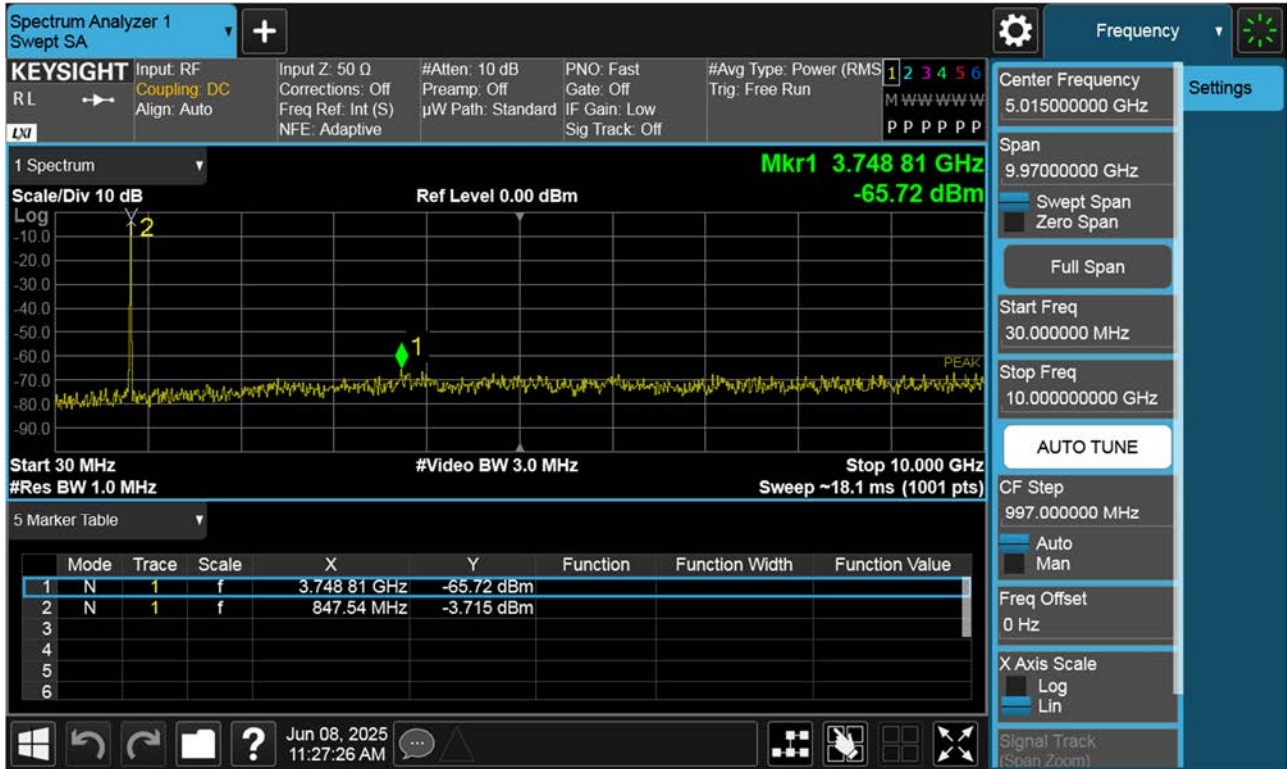 Spectrum Analyzer 1
Swept SA
+
Frequency
KEYSIGHT
RL
LXI
Input: RF
Coupling: DC
Align: Auto
Input Z: 50 Ω
Corrections: Off
Freq Ref: Int (S)
NFE: Adaptive
#Atten: 10 dB
Preamp: Off
µW Path: Standard
PNO: Fast
Gate: Off
IF Gain: Low
Sig Track: Off
#Avg Type: Power (RMS
Trig: Free Run
1 2 3 4 5 6
M W W W W W
P P P P P P
1 Spectrum
Mkr1 3.748 81 GHz
-65.72 dBm
Scale/Div 10 dB
Ref Level 0.00 dBm
Log
-10.0
-20.0
-30.0
-40.0
-50.0
-60.0
-70.0
-80.0
-90.0
2
1
PEAK
Start 30 MHz
#Video BW 3.0 MHz
Stop 10.000 GHz
#Res BW 1.0 MHz
Sweep ~18.1 ms (1001 pts)
5 Marker Table
Mode Trace Scale X Y Function Function Width Function Value
1 N 1 f 3.748 81 GHz -65.72 dBm
2 N 1 f 847.54 MHz -3.715 dBm
3
4
5
6
?
Jun 08, 2025
11:27:26 AM
Center Frequency
5.015000000 GHz
Settings
Span
9.97000000 GHz
Swept Span
Zero Span
Full Span
Start Freq
30.000000 MHz
Stop Freq
10.000000000 GHz
AUTO TUNE
CF Step
997.000000 MHz
Auto
Man
Freq Offset
0 Hz
X Axis Scale
Log
Lin
Signal Track
(Span Zoom)